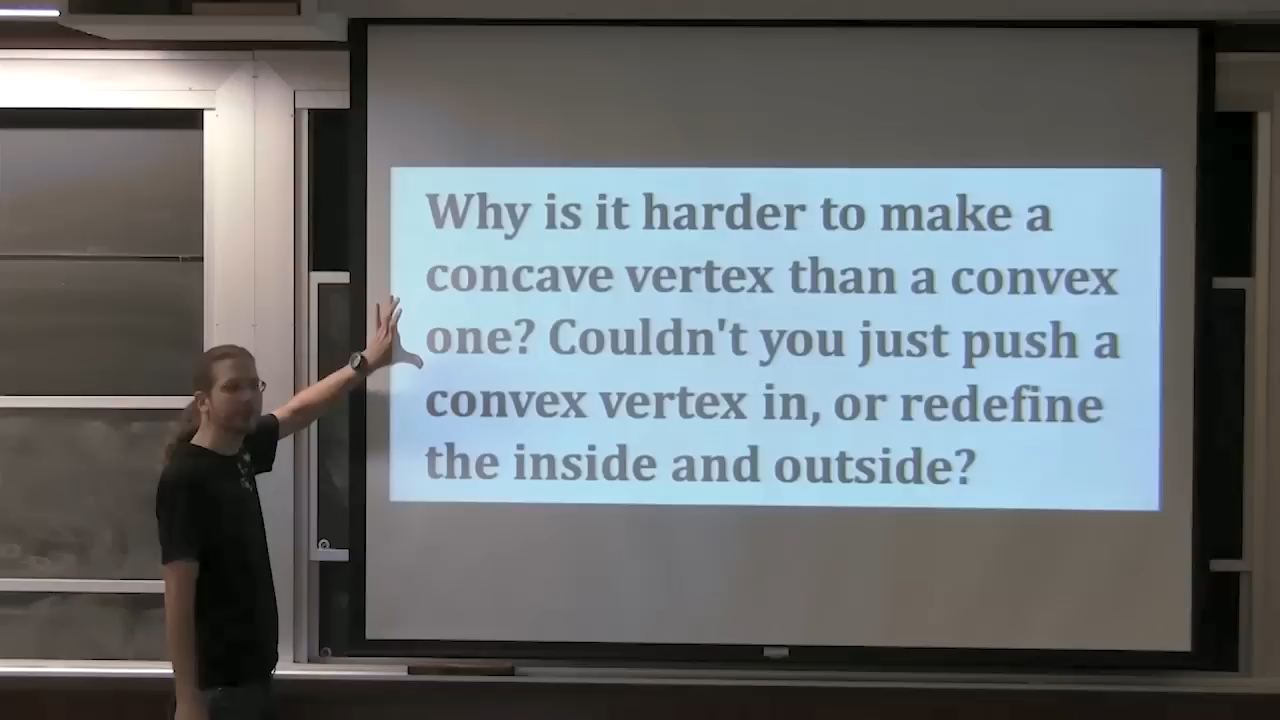 Why is it harder to make a
concave vertex than a convex
one? Couldn't you just push a
convex vertex in, or redefine
the inside and outside?